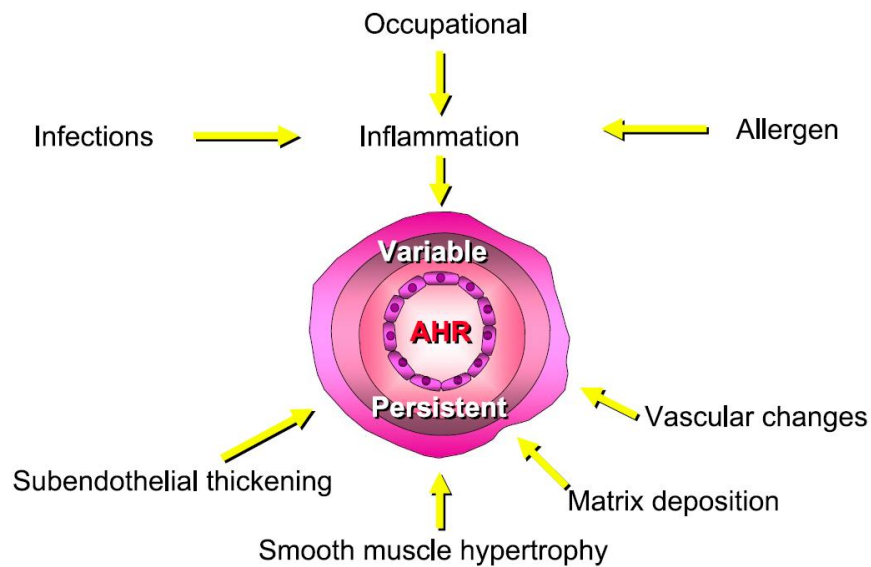 Occupational
Infections
Inflammation
Allergen
Variable
AHR
Persistent
Vascular changes
Subendothelial thickening
Matrix deposition
Smooth muscle hypertrophy